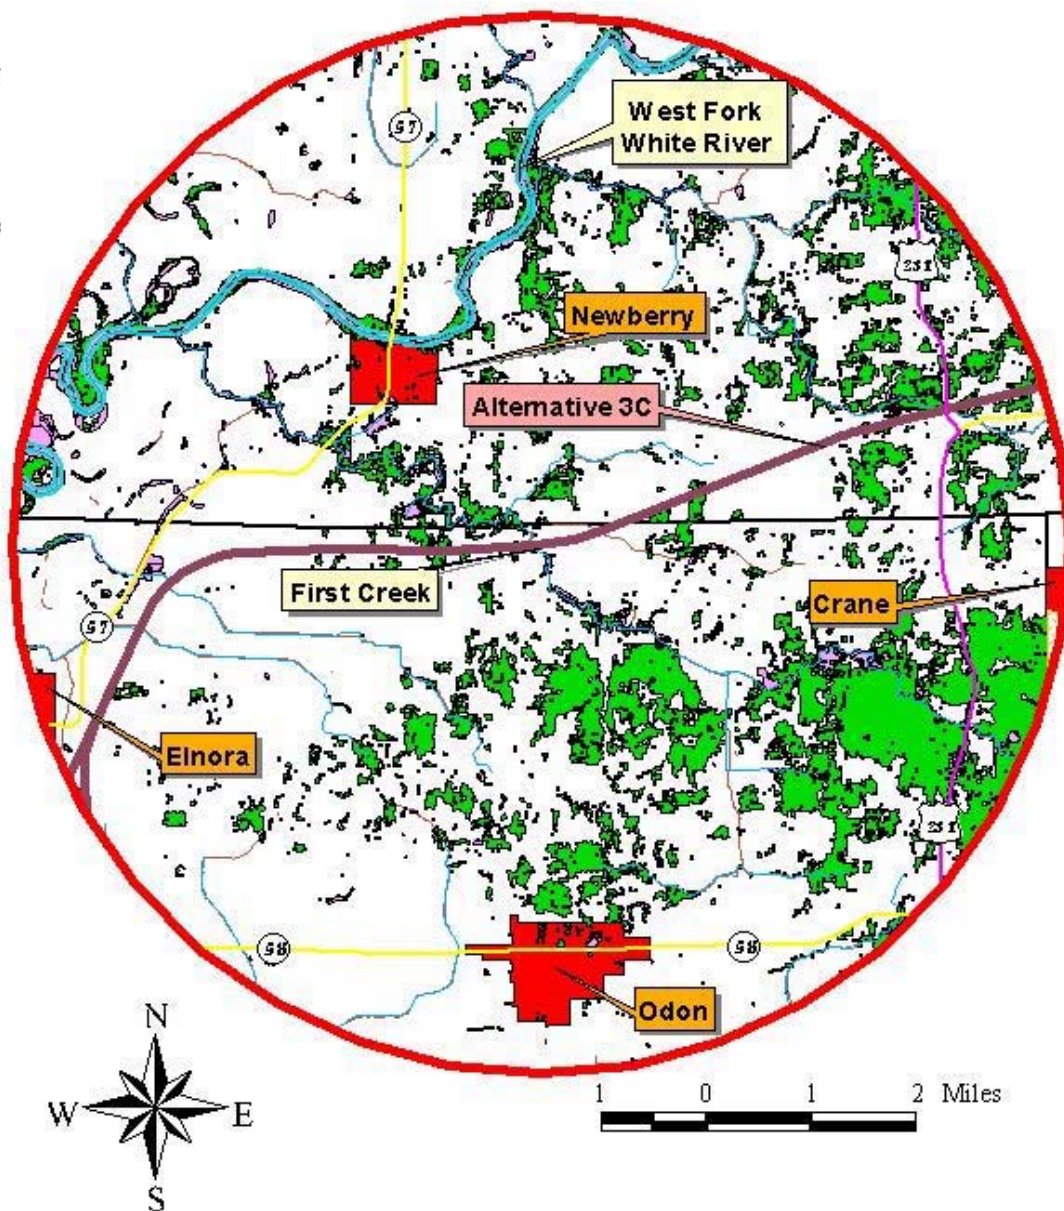 57
West Fork
White River
231
Newberry
Alternative 3C
First Creek
Crane
57
Elnora
231
58
58
Odon
N
W
E
S
1 0 1 2 Miles